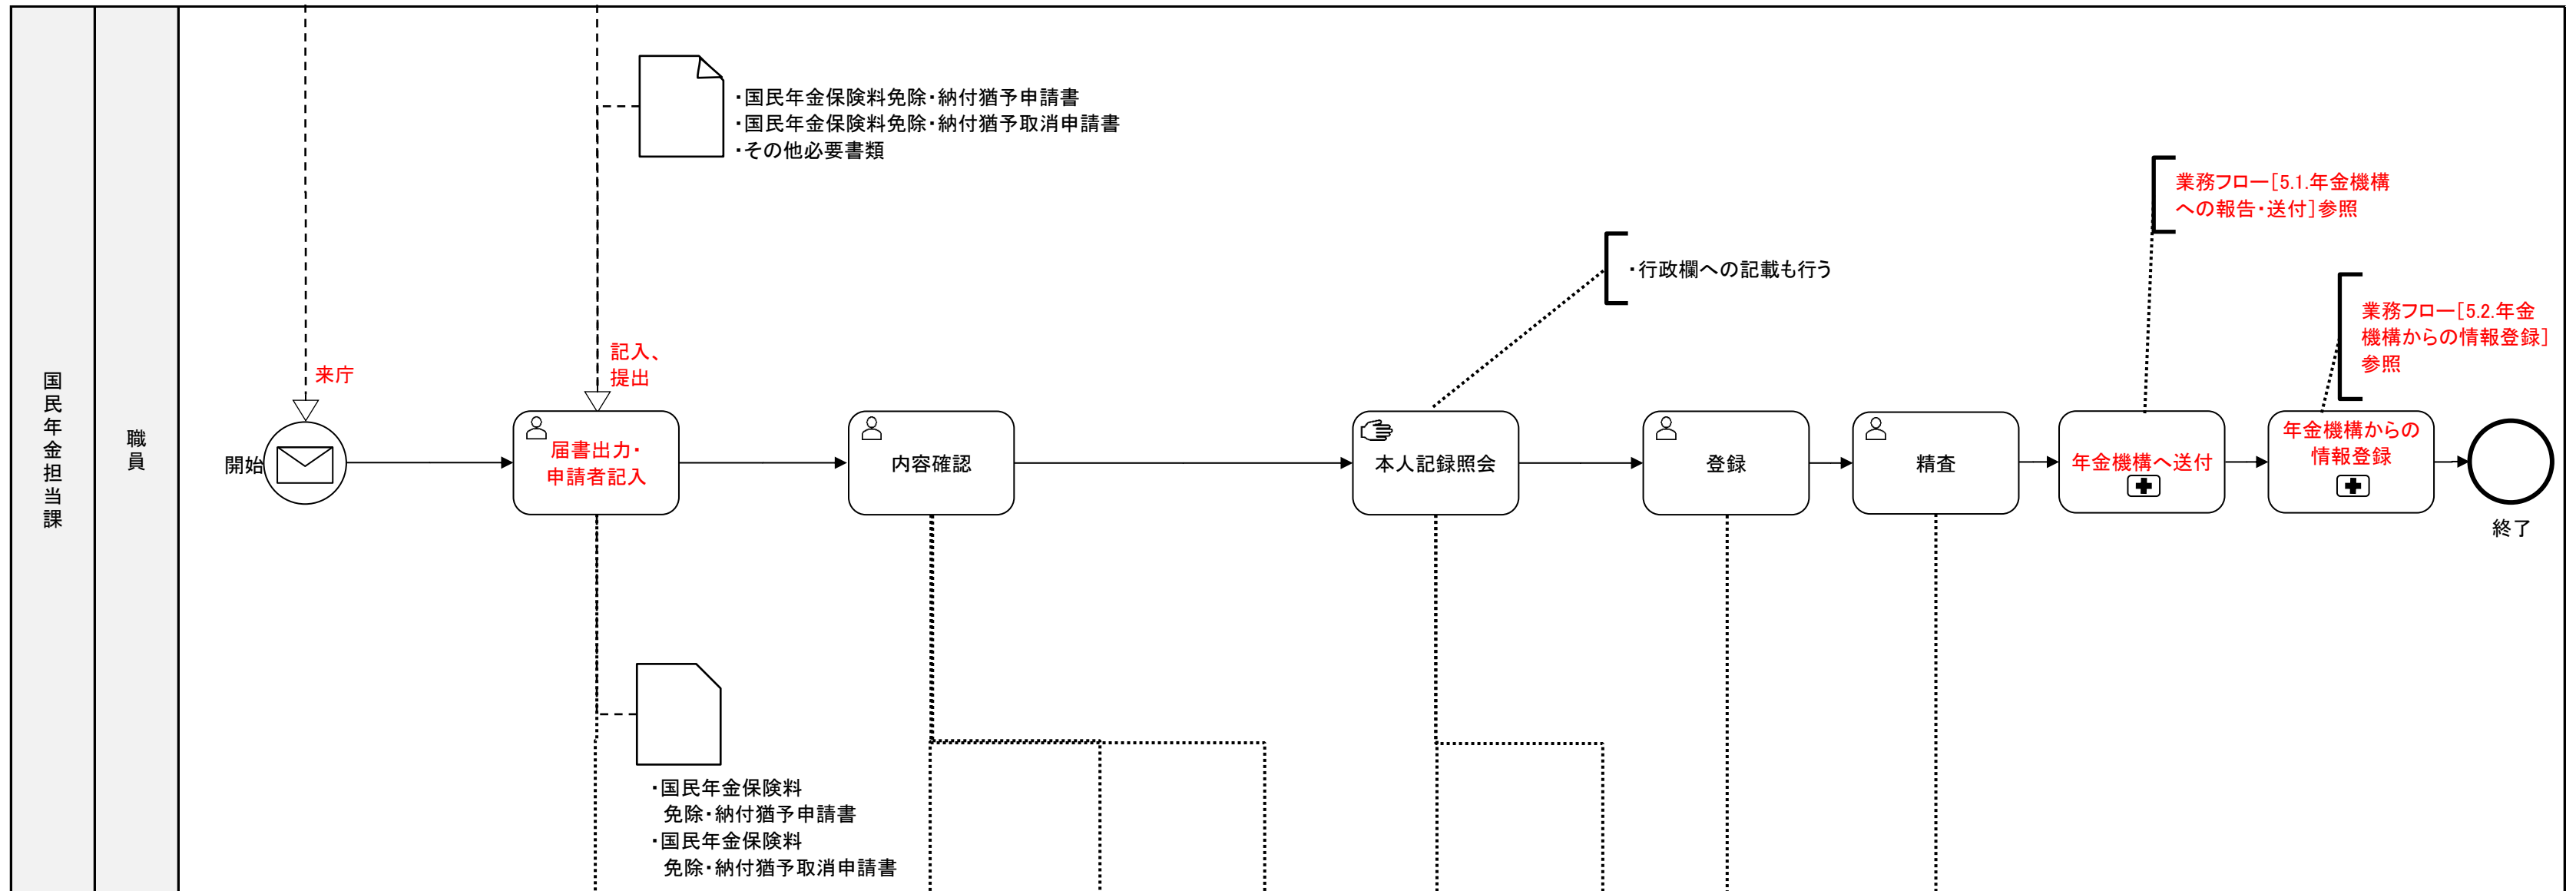 国民年金担当課
職員
・国民年金保険料免除・納付猶予申請書
・国民年金保険料免除・納付猶予取消申請書
・その他必要書類
業務フロー[5.1.年金機構
への報告・送付]参照
・行政欄への記載も行う
業務フロー[5.2.年金
機構からの情報登録]
参照
来庁
記入、
提出
開始
届書出力・
申請者記入
内容確認
本人記録照会
登録
精査
年金機構へ送付
年金機構からの
情報登録
終了
・国民年金保険料
免除・納付猶予申請書
・国民年金保険料
免除・納付猶予取消申請書